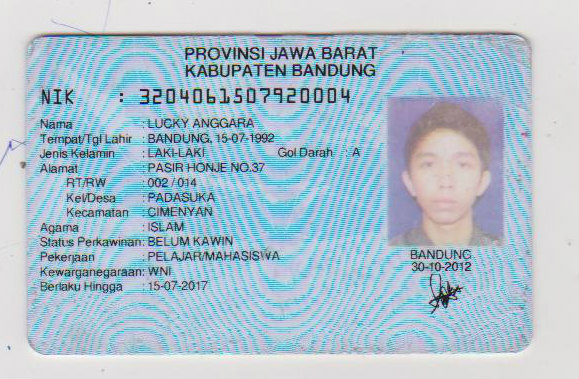 PROVINSI JAWA BARAT
KABUPATEN BANDUNG
NIK : 3204061507920004
Nama : LUCKY ANGGARA
Tempat/Tgl Lahir : BANDUNG, 15-07-1992
Jenis Kelamin : LAKI-LAKI Gol Darah : A
Alamat : PASIR HONJE NO.37
RT/RW : 002 / 014
Kel/Desa : PADASUKA
Kecamatan : CIMENYAN
Agama : ISLAM
Status Perkawinan: BELUM KAWIN
Pekerjaan : PELAJAR/MAHASISWA
Kewarganegaraan: WNI
Berlaku Hingga : 15-07-2017
BANDUNG
30-10-2012